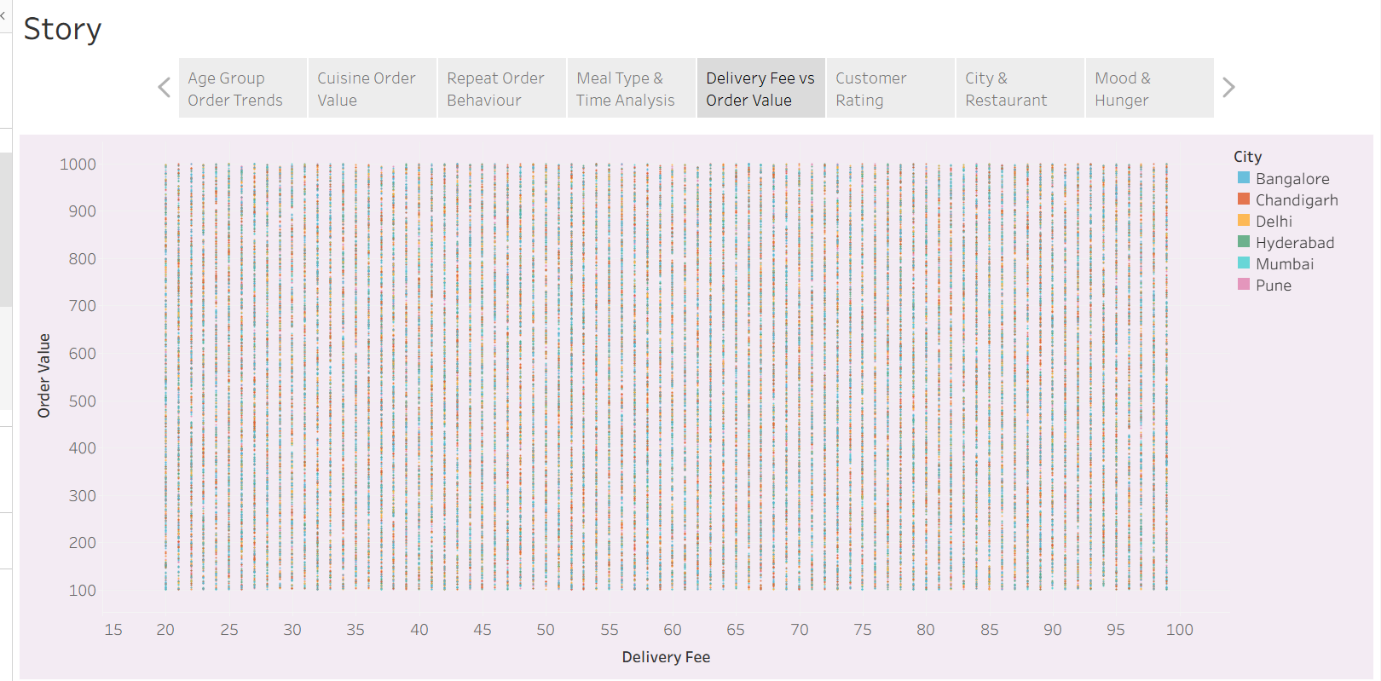 Story
Age Group
Order Trends
Cuisine Order
Value
Repeat Order
Behaviour
Meal Type &
Time Analysis
Delivery Fee vs
Order Value
Customer
Rating
City &
Restaurant
Mood &
Hunger
1000
900
800
700
600
500
400
300
200
100
Order Value
15 20 25 30 35 40 45 50 55 60 65 70 75 80 85 90 95 100
Delivery Fee
City
Bangalore
Chandigarh
Delhi
Hyderabad
Mumbai
Pune